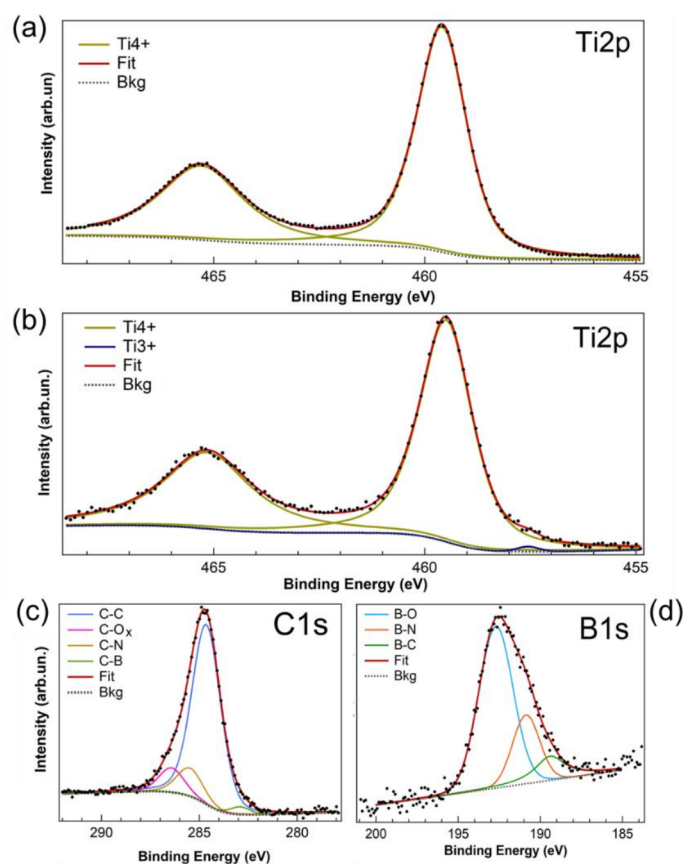 (a)
Ti4+
Fit
Bkg
Ti2p
Intensity (arb.un)
465
460
455
Binding Energy (eV)
(b)
Ti4+
Ti3+
Fit
Bkg
Ti2p
Intensity (arb.un.)
465
460
455
Binding Energy (eV)
(c)
C-C
C-Ox
C-N
C-B
Fit
Bkg
C1s
Intensity (arb.un.)
290
285
280
Binding Energy (eV)
B1s
(d)
B-O
B-N
B-C
Fit
Bkg
200
195
190
185
Binding Energy (eV)